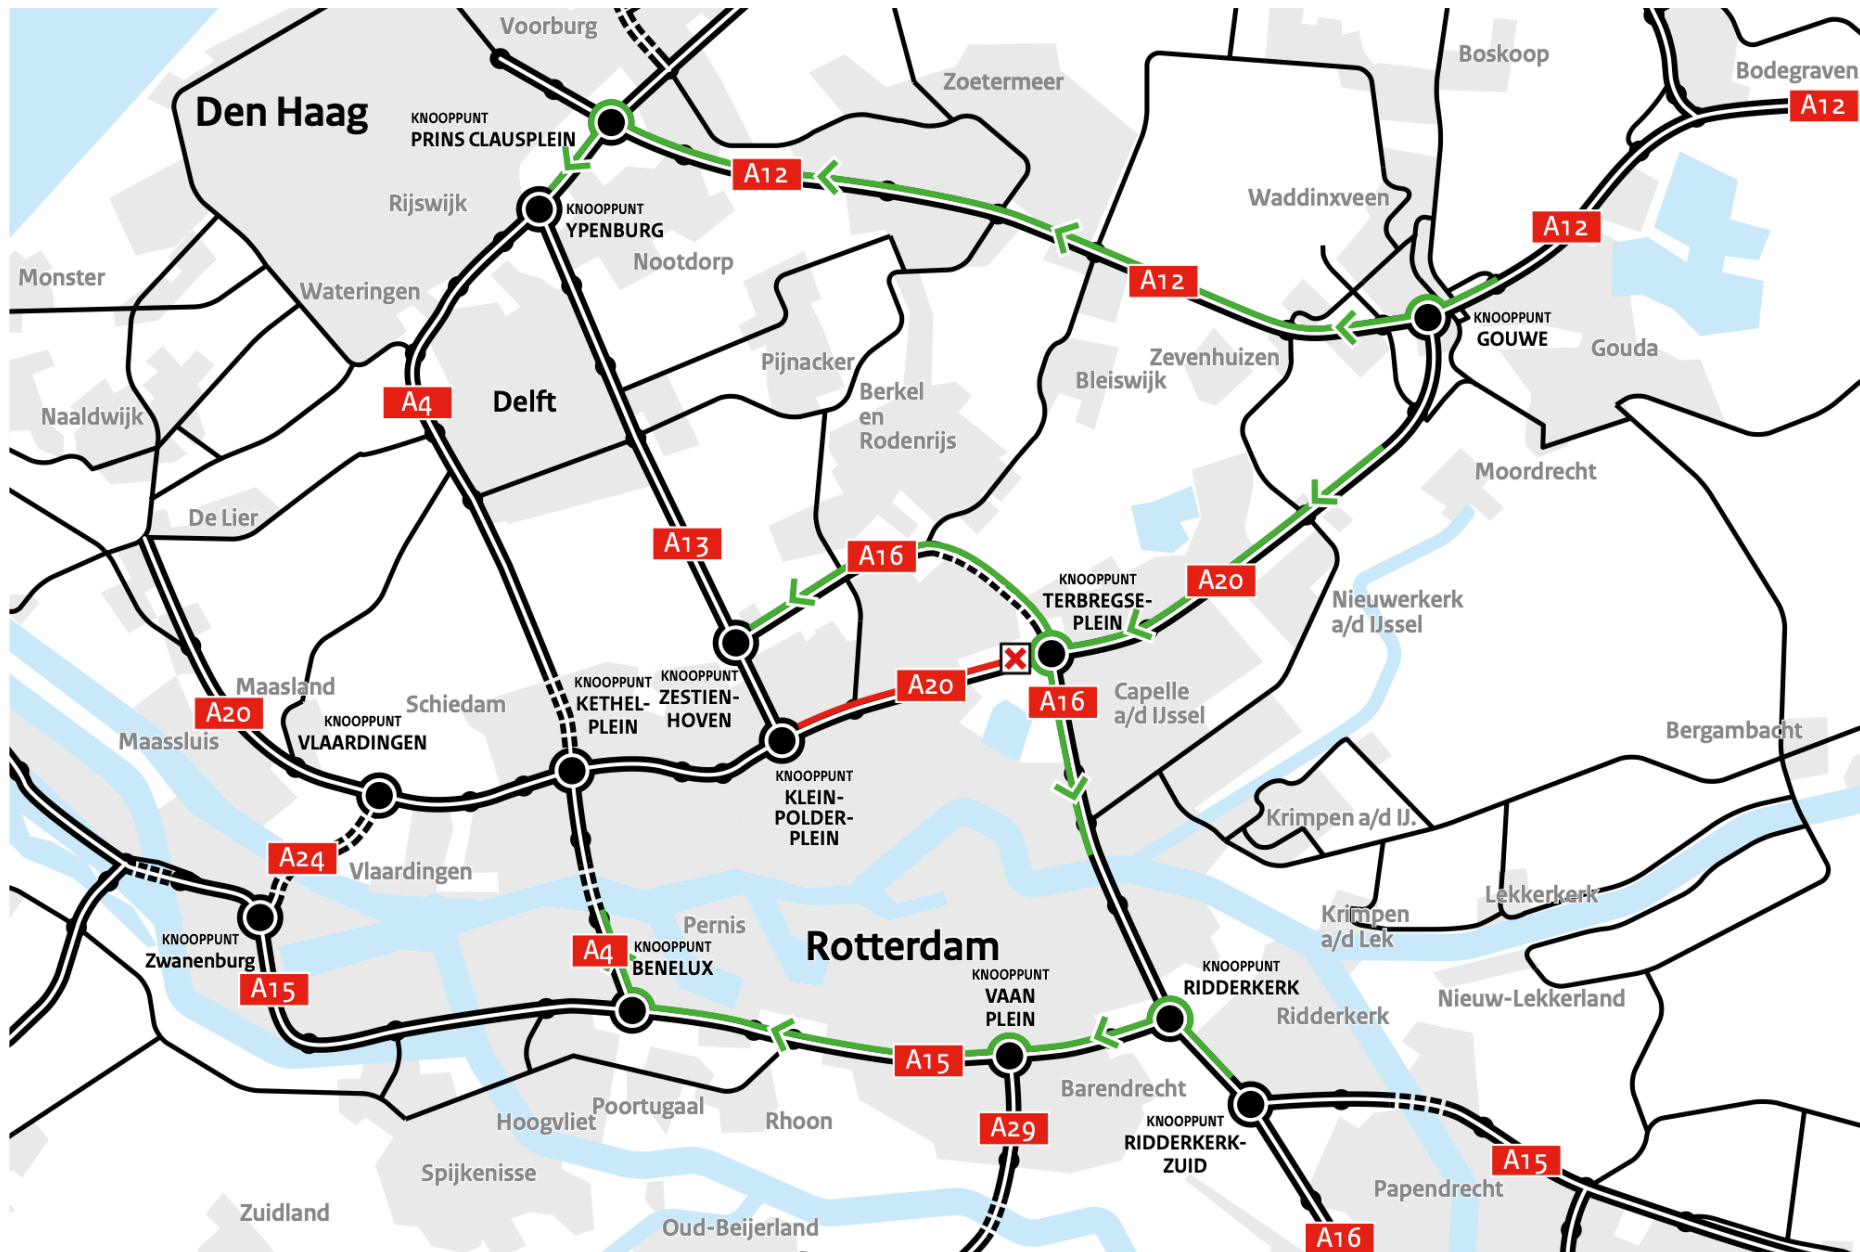 Voorburg
Boskoop
Bodegraven
Zoetermeer
A12
Den Haag
KNOOPPUNT
PRINS CLAUSPLEIN
A12
Rijswijk
KNOOPPUNT
YPENBURG
Waddinxveen
A12
Nootdorp
Monster
Wateringen
A12
KNOOPPUNT
GOUWE
Gouda
Pijnacker
Zevenhuizen
Bleiswijk
A4
Delft
Berkel
en
Rodenrijs
Naaldwijk
Moordrecht
De Lier
A13
A16
KNOOPPUNT
TERBREGSE-
PLEIN
A20
Nieuwerkerk
a/d IJssel
Maasland
A20
Schiedam
KNOOPPUNT
VLAARDINGEN
KNOOPPUNT
KETHEL-
PLEIN
KNOOPPUNT
ZESTIEN-
HOVEN
A20
A16
Capelle
a/d IJssel
Maassluis
Bergambacht
KNOOPPUNT
KLEIN-
POLDER-
PLEIN
Krimpen a/d IJ.
A24
Vlaardingen
Lekkerkerk
Krimpen
a/d Lek
Pernis
Rotterdam
KNOOPPUNT
Zwanenburg
A4
KNOOPPUNT
BENELUX
A15
KNOOPPUNT
VAAN
PLEIN
KNOOPPUNT
RIDDERKERK
Ridderkerk
Nieuw-Lekkerland
A15
Barendrecht
Hoogvliet
Poortugaal
Rhoon
A29
KNOOPPUNT
RIDDERKERK-
ZUID
A15
Spijkenisse
Papendrecht
Zuidland
Oud-Beijerland
A16